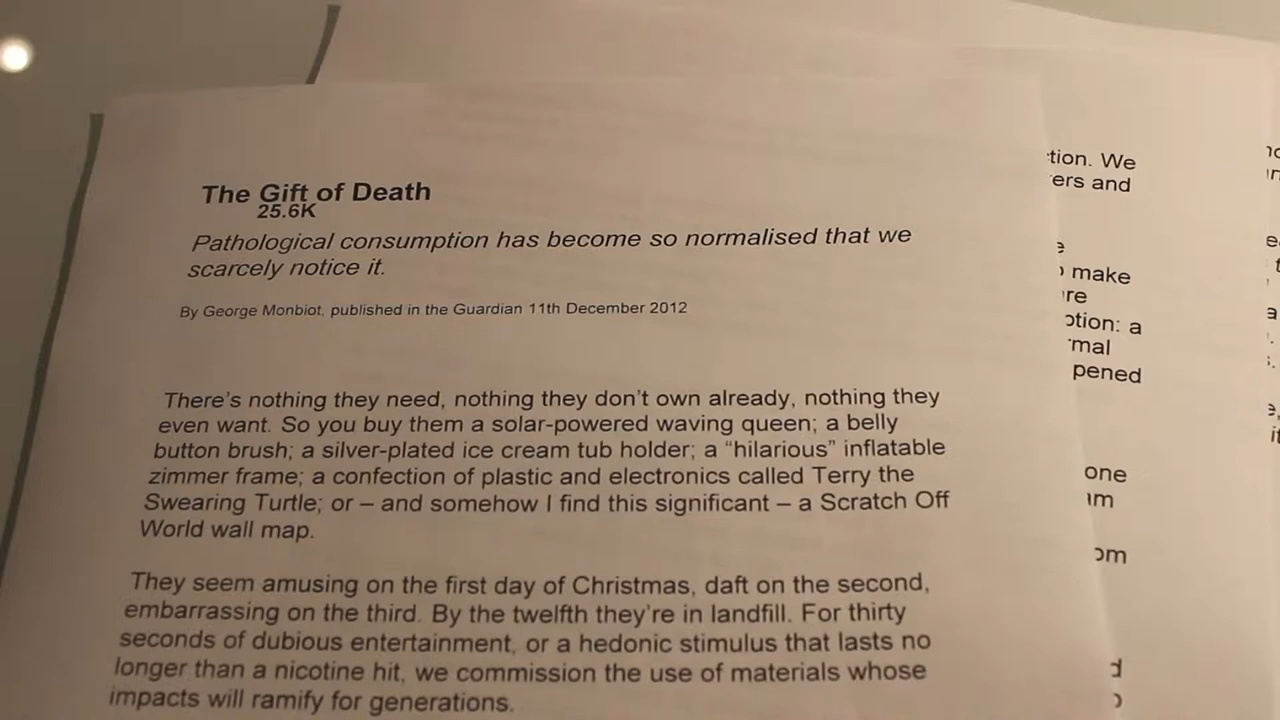 The Gift of Death
25.6K
Pathological consumption has become so normalised that we
scarcely notice it.
By George Monbiot, published in the Guardian 11th December 2012
There's nothing they need, nothing they don't own already, nothing they
even want. So you buy them a solar-powered waving queen; a belly
button brush; a silver-plated ice cream tub holder; a “hilarious” inflatable
zimmer frame; a confection of plastic and electronics called Terry the
Swearing Turtle; or – and somehow I find this significant – a Scratch Off
World wall map.
They seem amusing on the first day of Christmas, daft on the second,
embarrassing on the third. By the twelfth they're in landfill. For thirty
seconds of dubious entertainment, or a hedonic stimulus that lasts no
longer than a nicotine hit, we commission the use of materials whose
impacts will ramify for generations.
We
and
make
a
one